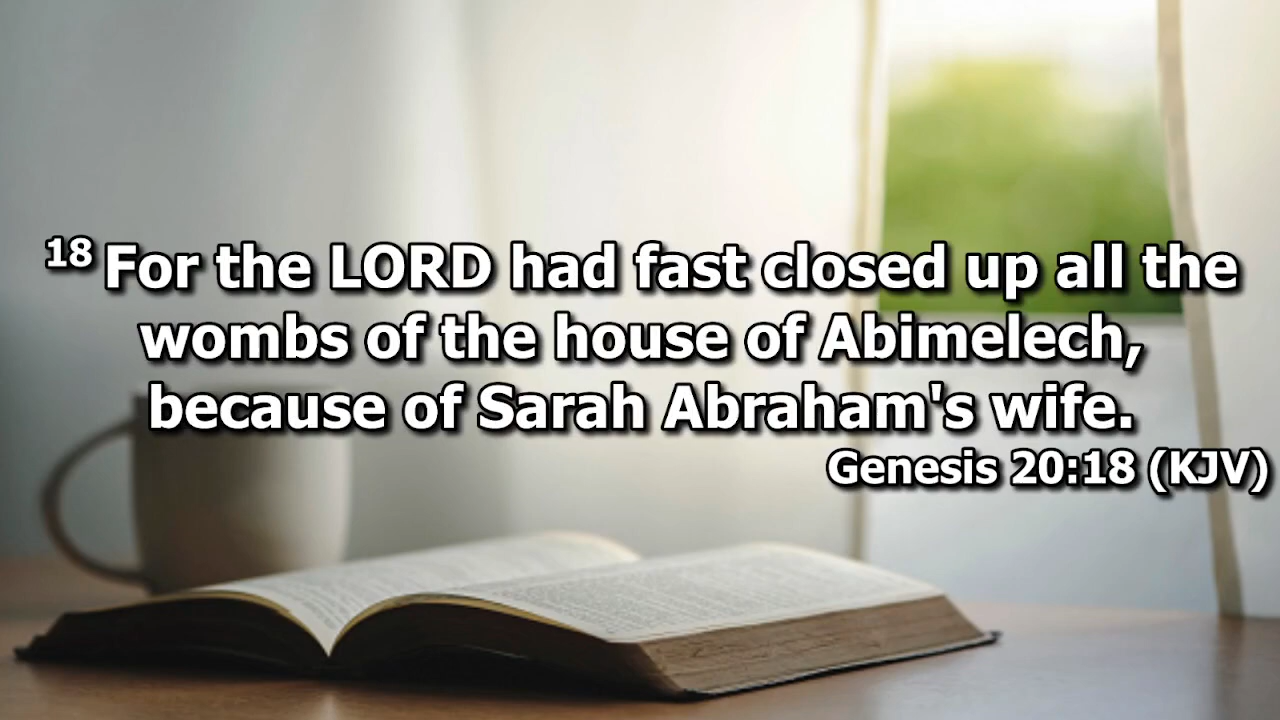 18 For the LORD had fast closed up all the
wombs of the house of Abimelech,
because of Sarah Abraham's wife.
Genesis 20:18 (KJV)